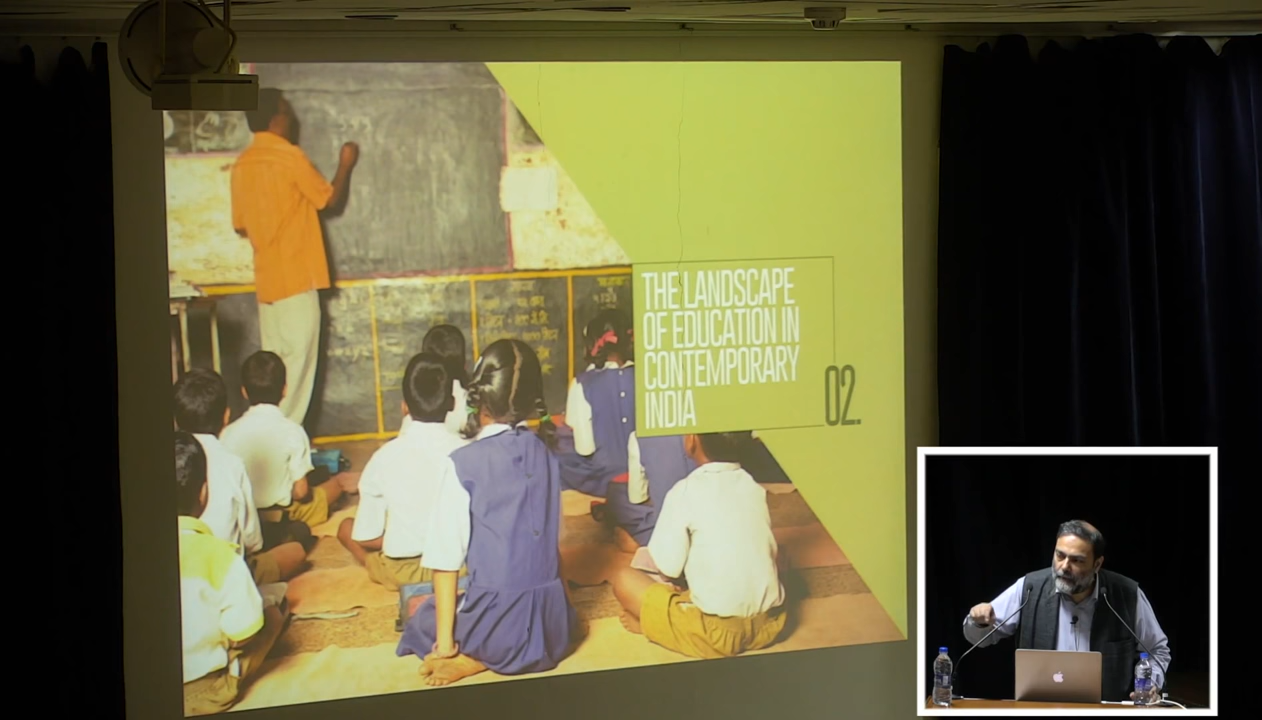 THE LANDSCAPE
OF EDUCATION IN
CONTEMPORARY
INDIA
02.